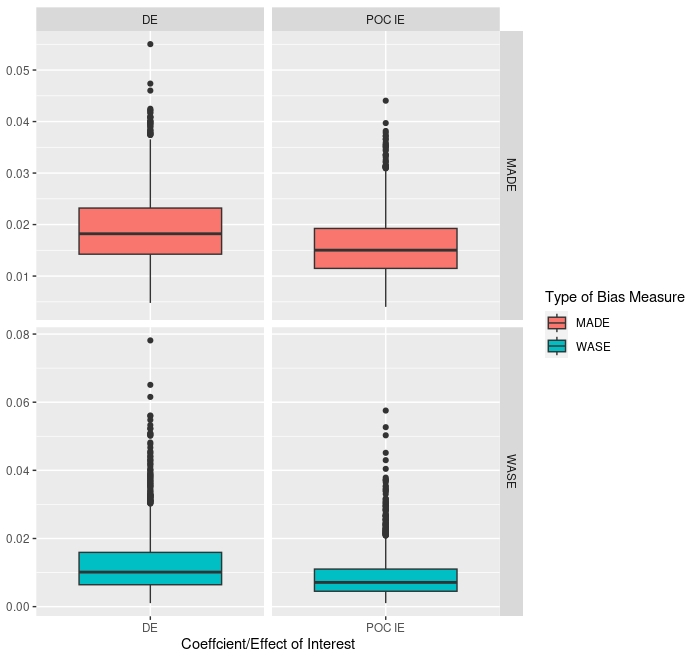 DE
POC IE
0.05
0.04
0.03
0.02
0.01
MADE
0.08
0.06
0.04
0.02
0.00
WASE
DE
POC IE
Coeffcient/Effect of Interest
Type of Bias Measure
MADE
WASE